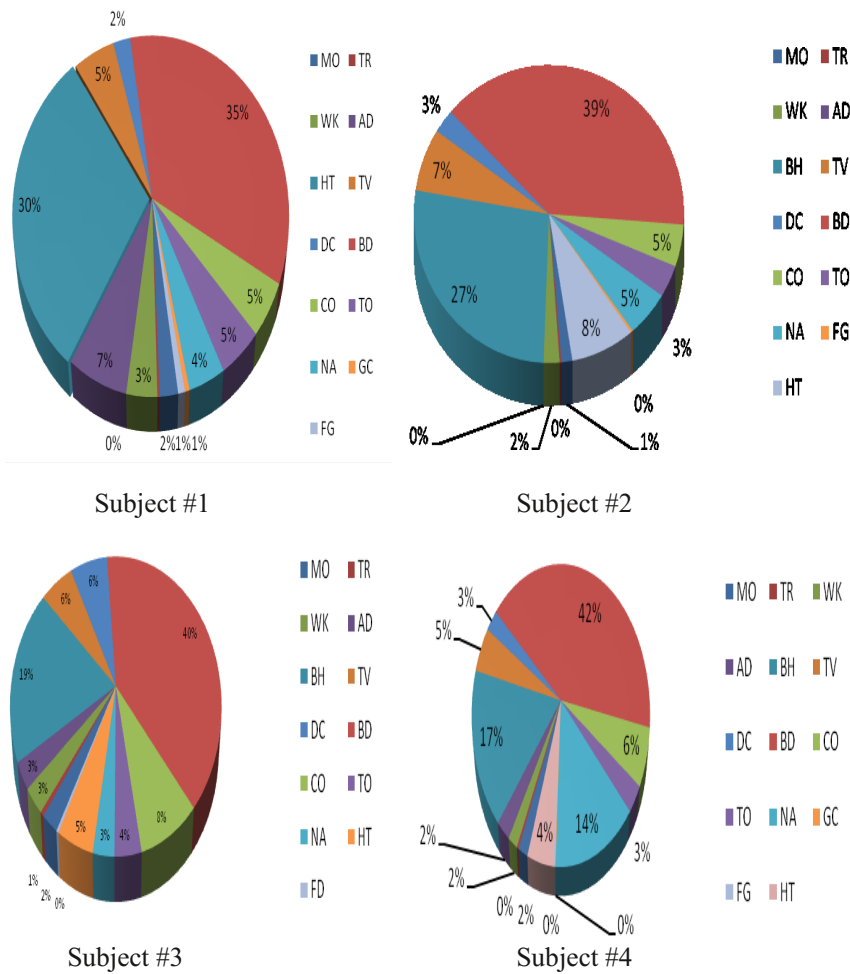 2%
5%
35%
30%
5%
5%
4%
7%
3%
0%
2% 1% 1%
MO TR
WK AD
HT TV
DC BD
CO TO
NA GC
FG
Subject #1
3%
39%
7%
5%
27%
5%
8%
3%
0%
0%
2%
0%
1%
MO TR
WK AD
BH TV
DC BD
CO TO
NA FG
HT
Subject #2
6%
6%
40%
19%
3%
3%
8%
5%
3%
4%
1%
2%
0%
MO TR
WK AD
BH TV
DC BD
CO TO
NA HT
FD
Subject #3
3%
42%
5%
17%
6%
14%
4%
3%
2%
2%
0%
2%
0%
0%
MO TR WK
AD BH TV
DC BD CO
TO NA GC
FG HT
Subject #4